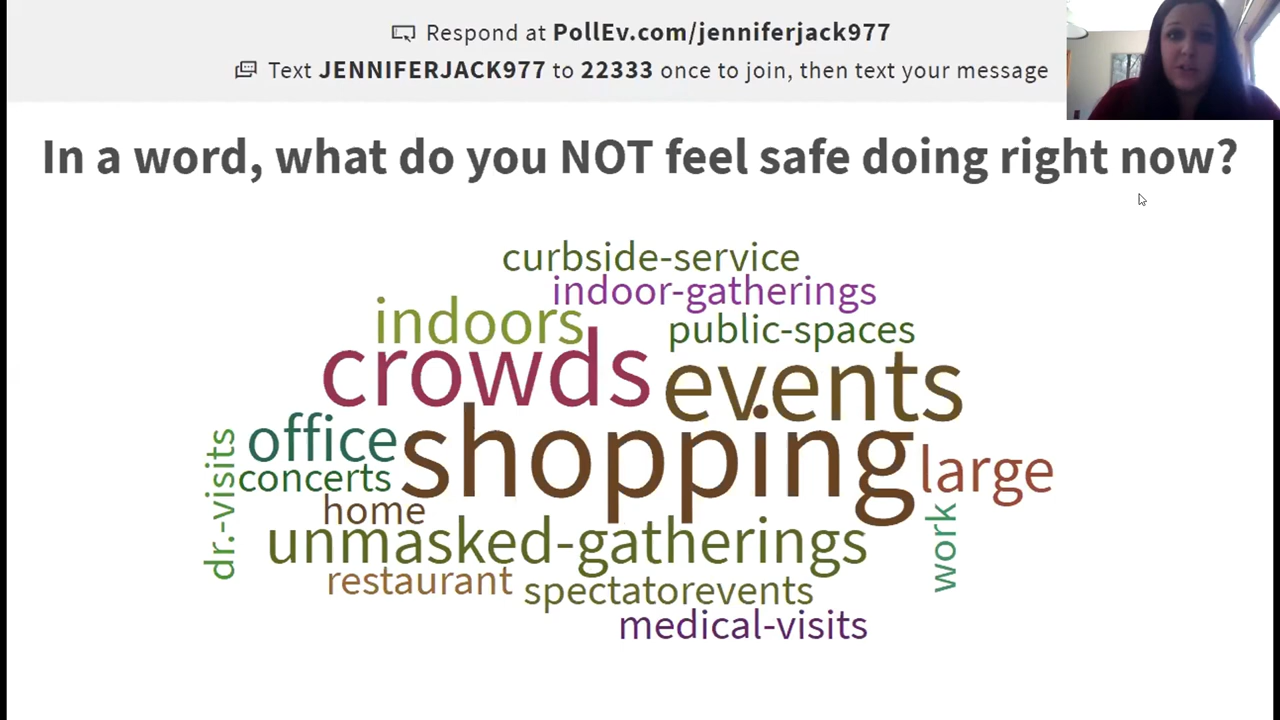 Respond at PollEv.com/jenniferjack977
Text JENNIFERJACK977 to 22333 once to join, then text your message
In a word, what do you NOT feel safe doing right now?
curbside-service
indoor-gatherings
indoors
public-spaces
crowds
events
office
shopping
large
dr.-visits
concerts
home
work
unmasked-gatherings
restaurant
spectatorevents
medical-visits